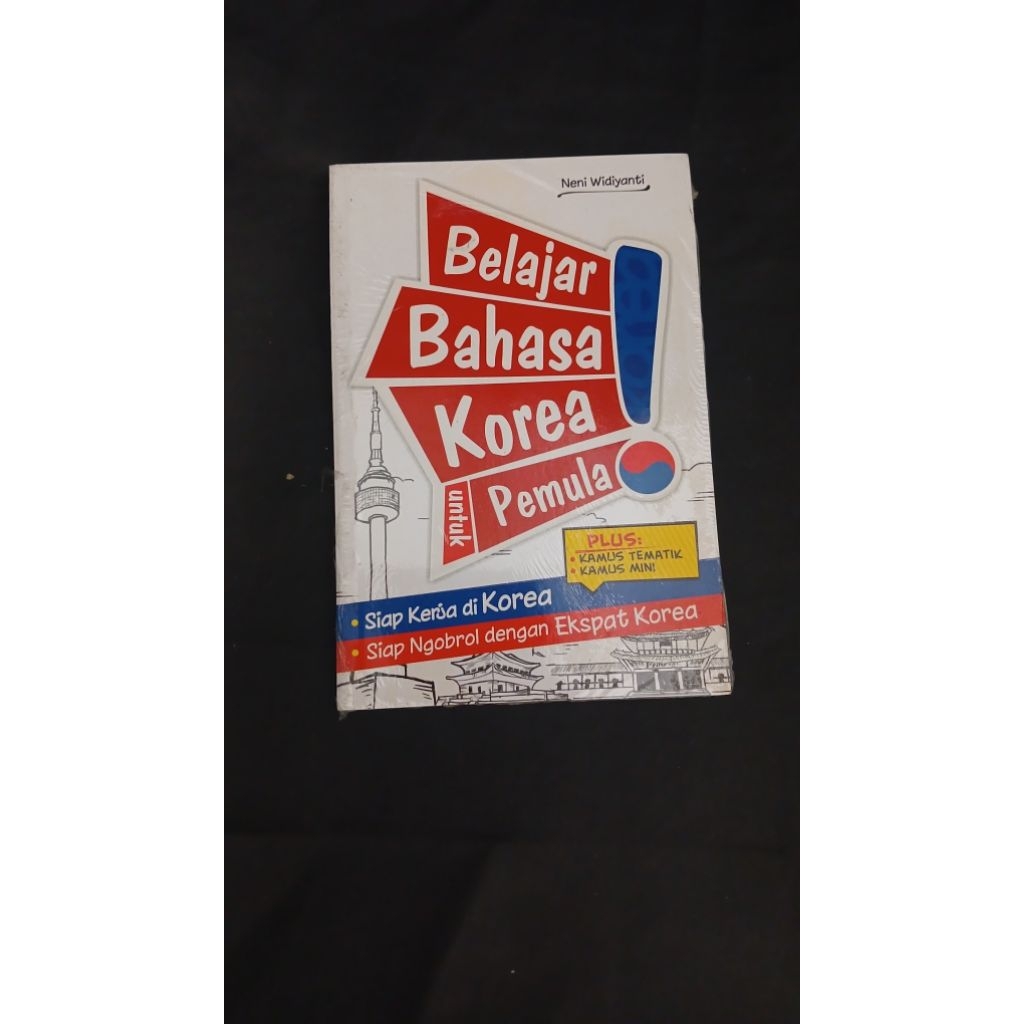 Neni Widiyanti
Belajar
Bahasa
Korea
untuk
Pemula
PLUS:
• KAMUS TEMATIK
• KAMUS MINI
• Siap Kerja di Korea
• Siap Ngobrol dengan Ekspat Korea